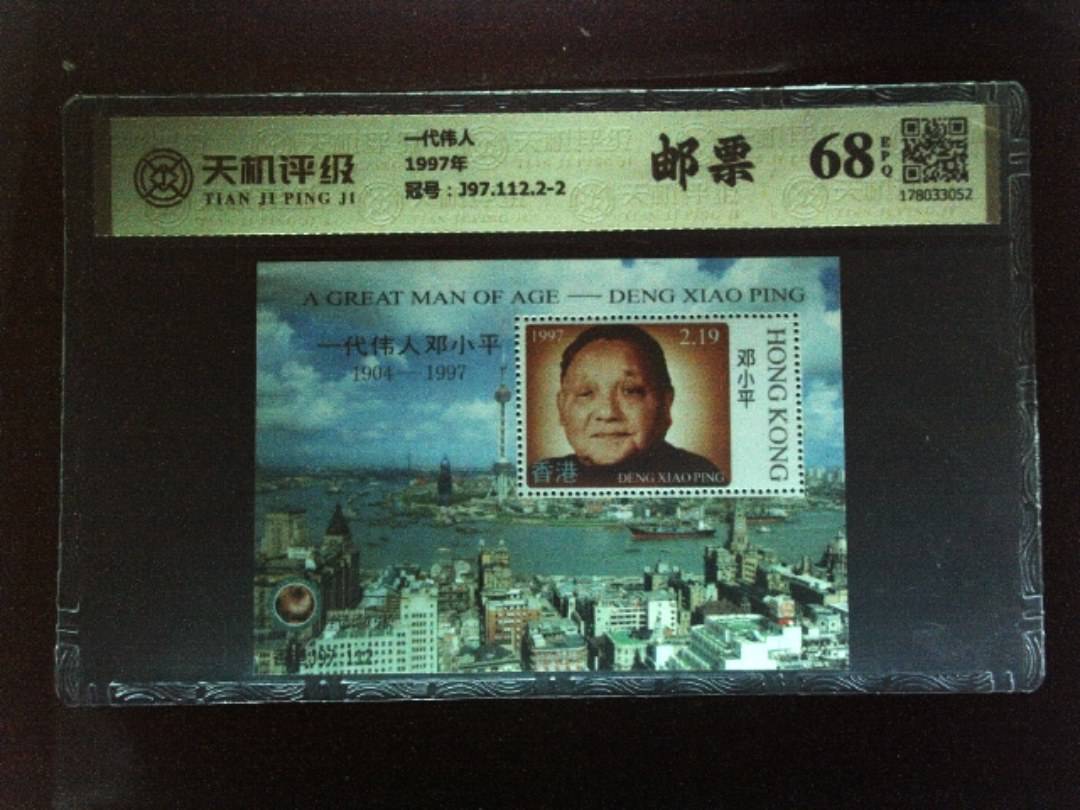 天机评级
TIAN JI PING JI
一代伟人
1997年
冠号：J97.112.2-2
邮票
68
EPQ
178033052
A GREAT MAN OF AGE — DENG XIAO PING
一代伟人邓小平
1904—1997
1997
2.19
邓小平
HONG KONG
香港
DENG XIAO PING